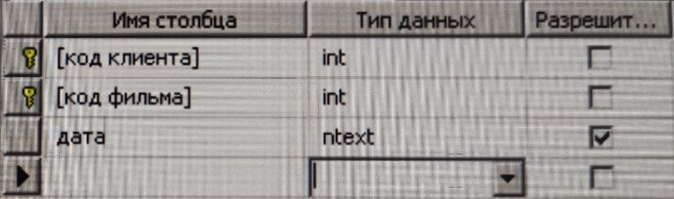 Имя столбца Тип данных Разрешит...
[код клиента] int
[код фильма] int
дата ntext